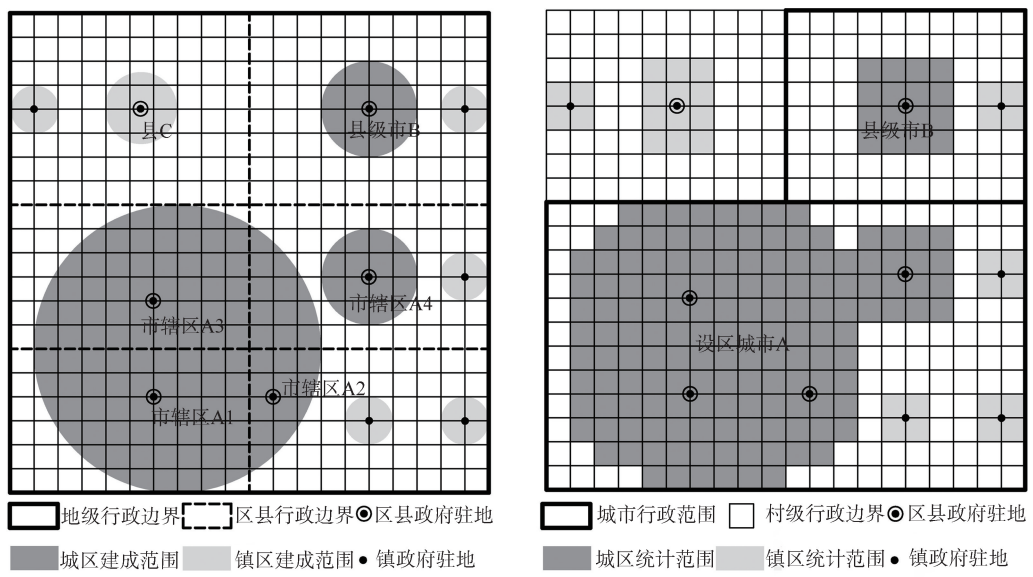 县C
县级市B
市辖区A4
市辖区A3
市辖区A2
市辖区A1
地级行政边界
区县行政边界
区县政府驻地
城区建成范围
镇区建成范围
镇政府驻地
县级市B
设区城市A
城市行政范围
村级行政边界
区县政府驻地
城区统计范围
镇区统计范围
镇政府驻地